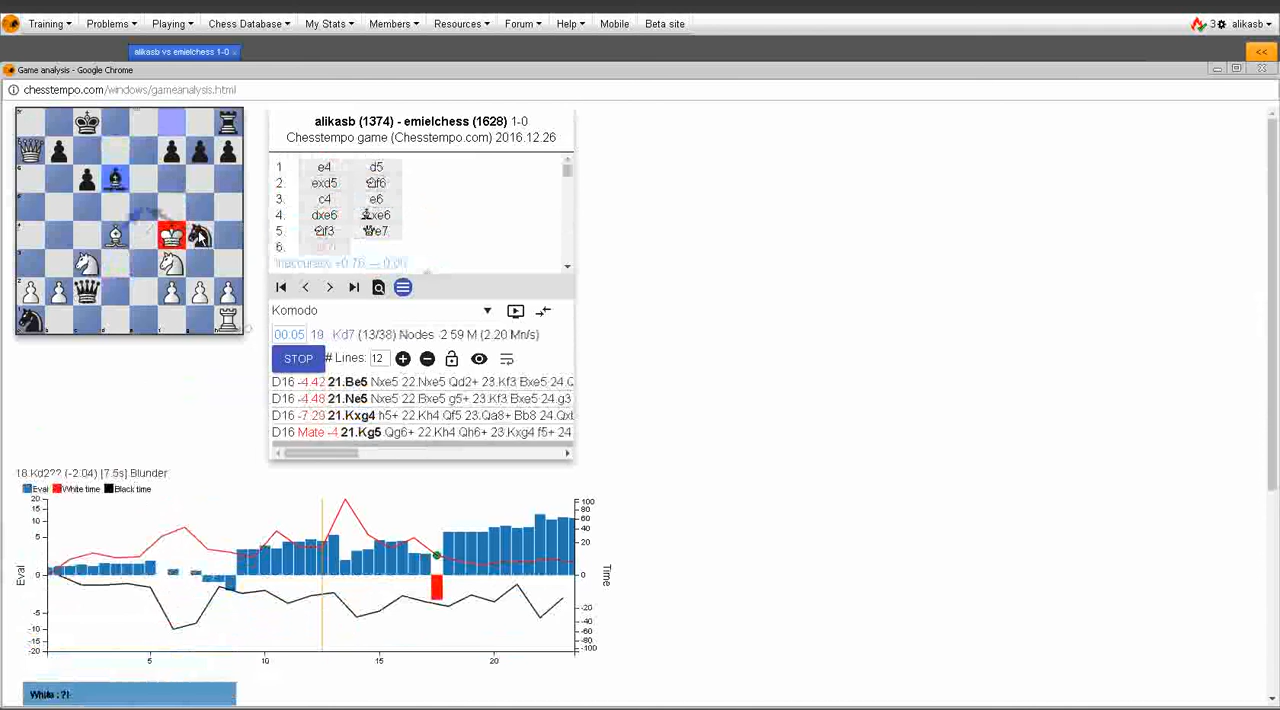 Training Problems Playing Chess Database My Stats Members Resources Forum Help Mobile Beta site 3 alikasb
alikasb vs emielchess 1-0 <<
Game analysis - Google Chrome
chesstempo.com/windows/gameanalysis.html
alikasb (1374) - emielchess (1628) 1-0
Chesstempo game (Chesstempo.com) 2016.12.26
1 e4 d5
2. exd5 ♘f6
3. c4 e6
4. dxe6 ♗xe6
5. ♘f3 ♕e7
6.
Komodo
00:05 19 Kd7 (13/38) Nodes 2.59 M (2.20 Mn/s)
STOP # Lines: 12
D16 -4.42 21.Be5 Nxe5 22.Nxe5 Qd2+ 23.Kf3 Bxe5 24.
D16 -4.48 21.Ne5 Nxe5 22.Bxe5 g5+ 23.Kf3 Bxe5 24.g3
D16 -7.29 21.Kxg4 h5+ 22.Kh4 Qf5 23.Qa8+ Bb8 24.
D16 Mate -4 21.Kg5 Qg6+ 22.Kh4 Qh6+ 23.Kxg4 f5+ 24
18.Kd2?? (-2.04) [7.5s] Blunder
Eval White time Black time
20 100
15 80
10 60
40
5 20
0 0
-5 -20
-10 -40
-15 -60
-80
-20 -100
Eval Time
5 10 15 20
White : ?!